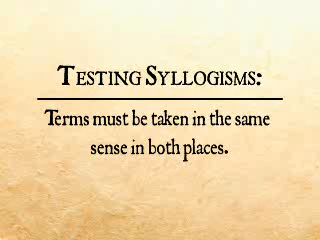 Testing Syllogisms:
Terms must be taken in the same
sense in both places.